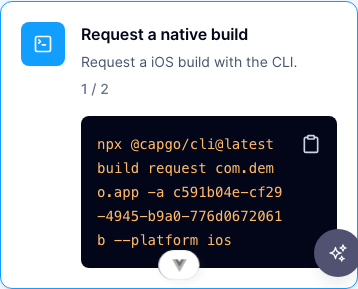 Request a native build
Request a iOS build with the CLI.
1 / 2
npx @capgo/cli@latest
build request com.dem
o.app -a c591b04e-cf29
-4945-b9a0-776d0672061
b --platform ios